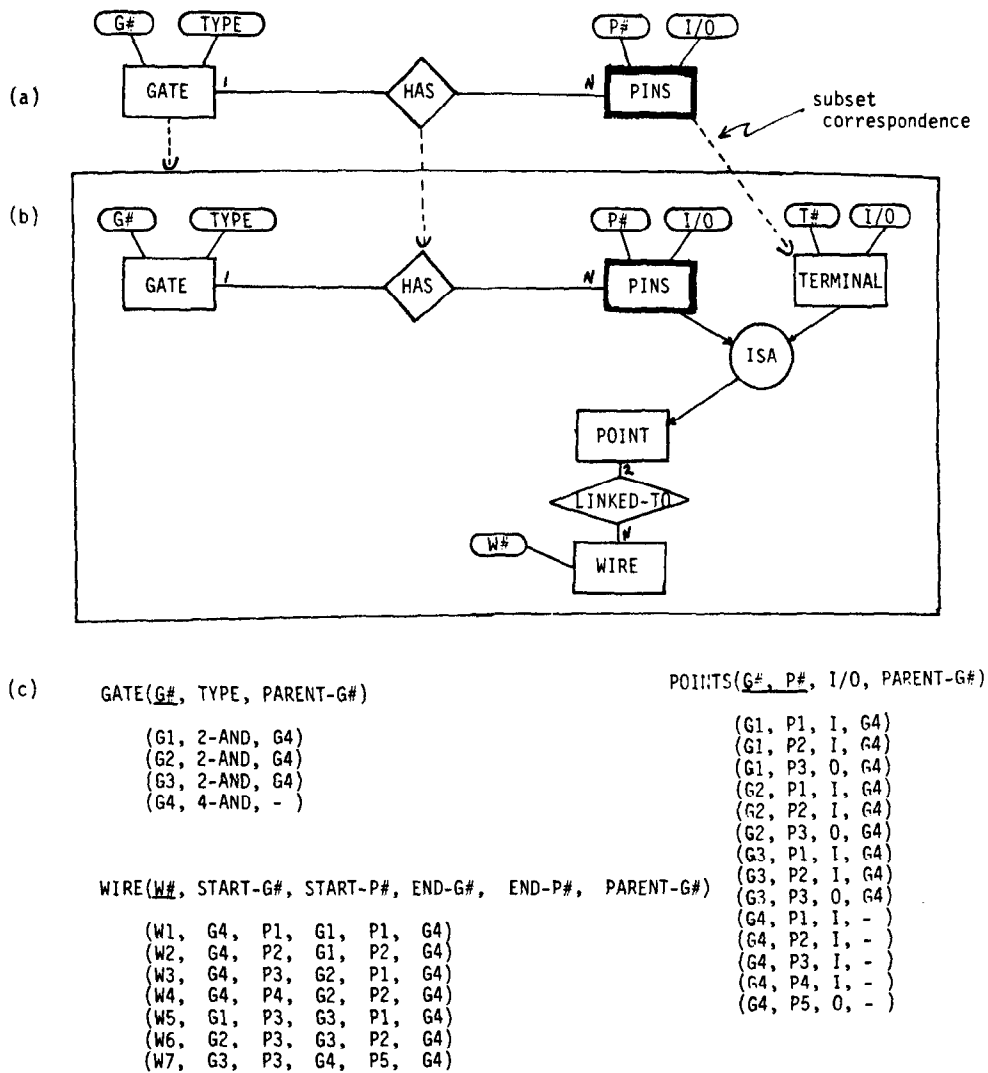 G# TYPE P# I/O
(a) GATE 1 HAS N PINS
subset
correspondence
(b) G# TYPE P# I/O T# I/O
GATE 1 HAS N PINS TERMINAL
ISA
POINT
2
LINKED-TO
N
W# WIRE
(c) GATE(G#, TYPE, PARENT-G#)
(G1, 2-AND, G4)
(G2, 2-AND, G4)
(G3, 2-AND, G4)
(G4, 4-AND, - )
POINTS(G#, P#, I/O, PARENT-G#)
(G1, P1, I, G4)
(G1, P2, I, G4)
(G1, P3, O, G4)
(G2, P1, I, G4)
(G2, P2, I, G4)
(G2, P3, O, G4)
(G3, P1, I, G4)
(G3, P2, I, G4)
(G3, P3, O, G4)
(G4, P1, I, - )
(G4, P2, I, - )
(G4, P3, I, - )
(G4, P4, I, - )
(G4, P5, O, - )
WIRE(W#, START-G#, START-P#, END-G#, END-P#, PARENT-G#)
(W1, G4, P1, G1, P1, G4)
(W2, G4, P2, G1, P2, G4)
(W3, G4, P3, G2, P1, G4)
(W4, G4, P4, G2, P2, G4)
(W5, G1, P3, G3, P1, G4)
(W6, G2, P3, G3, P2, G4)
(W7, G3, P3, G4, P5, G4)